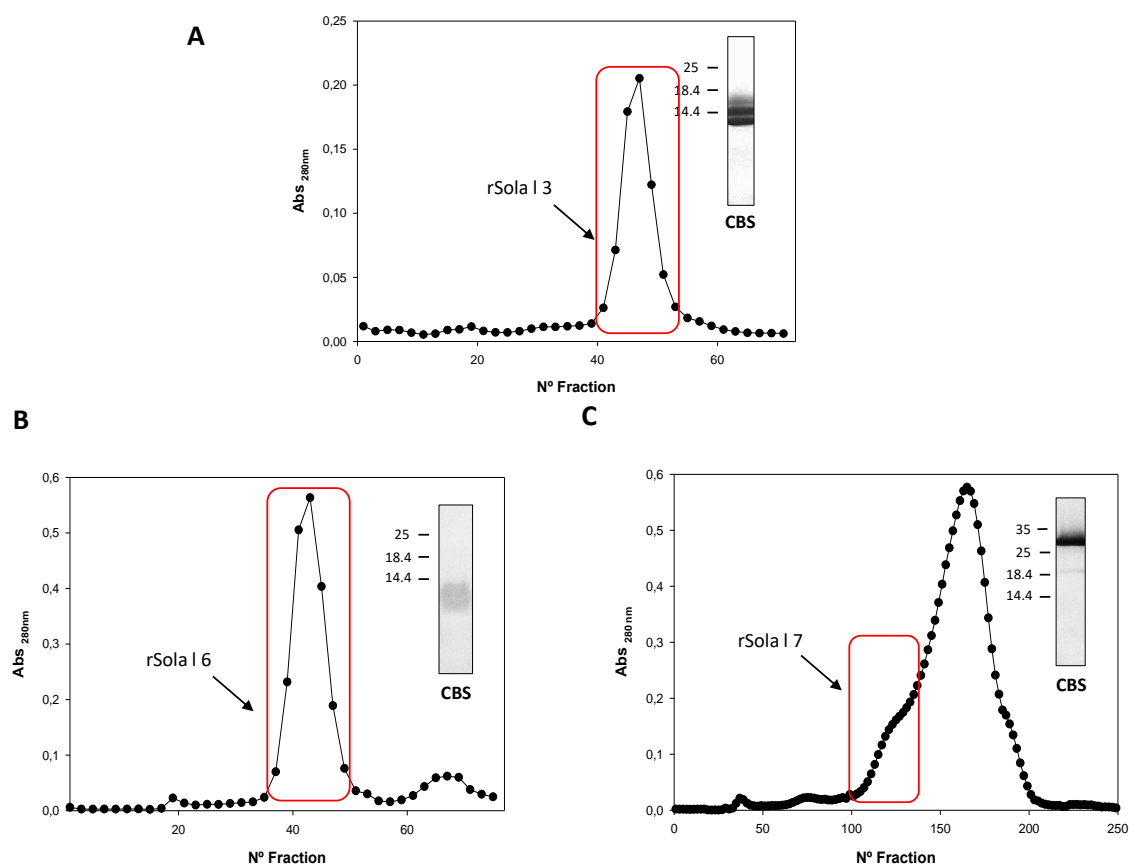 A
0,25
0,20
0,15
0,10
0,05
0,00
0
20
40
60
Abs 280nm
Nº Fraction
rSola l 3
25
18.4
14.4
CBS
B
0,6
0,5
0,4
0,3
0,2
0,1
0,0
20
40
60
Abs 280nm
Nº Fraction
rSola l 6
25
18.4
14.4
CBS
C
0,6
0,5
0,4
0,3
0,2
0,1
0,0
0
50
100
150
200
250
Abs 280 nm
Nº Fraction
rSola l 7
35
25
18.4
14.4
CBS